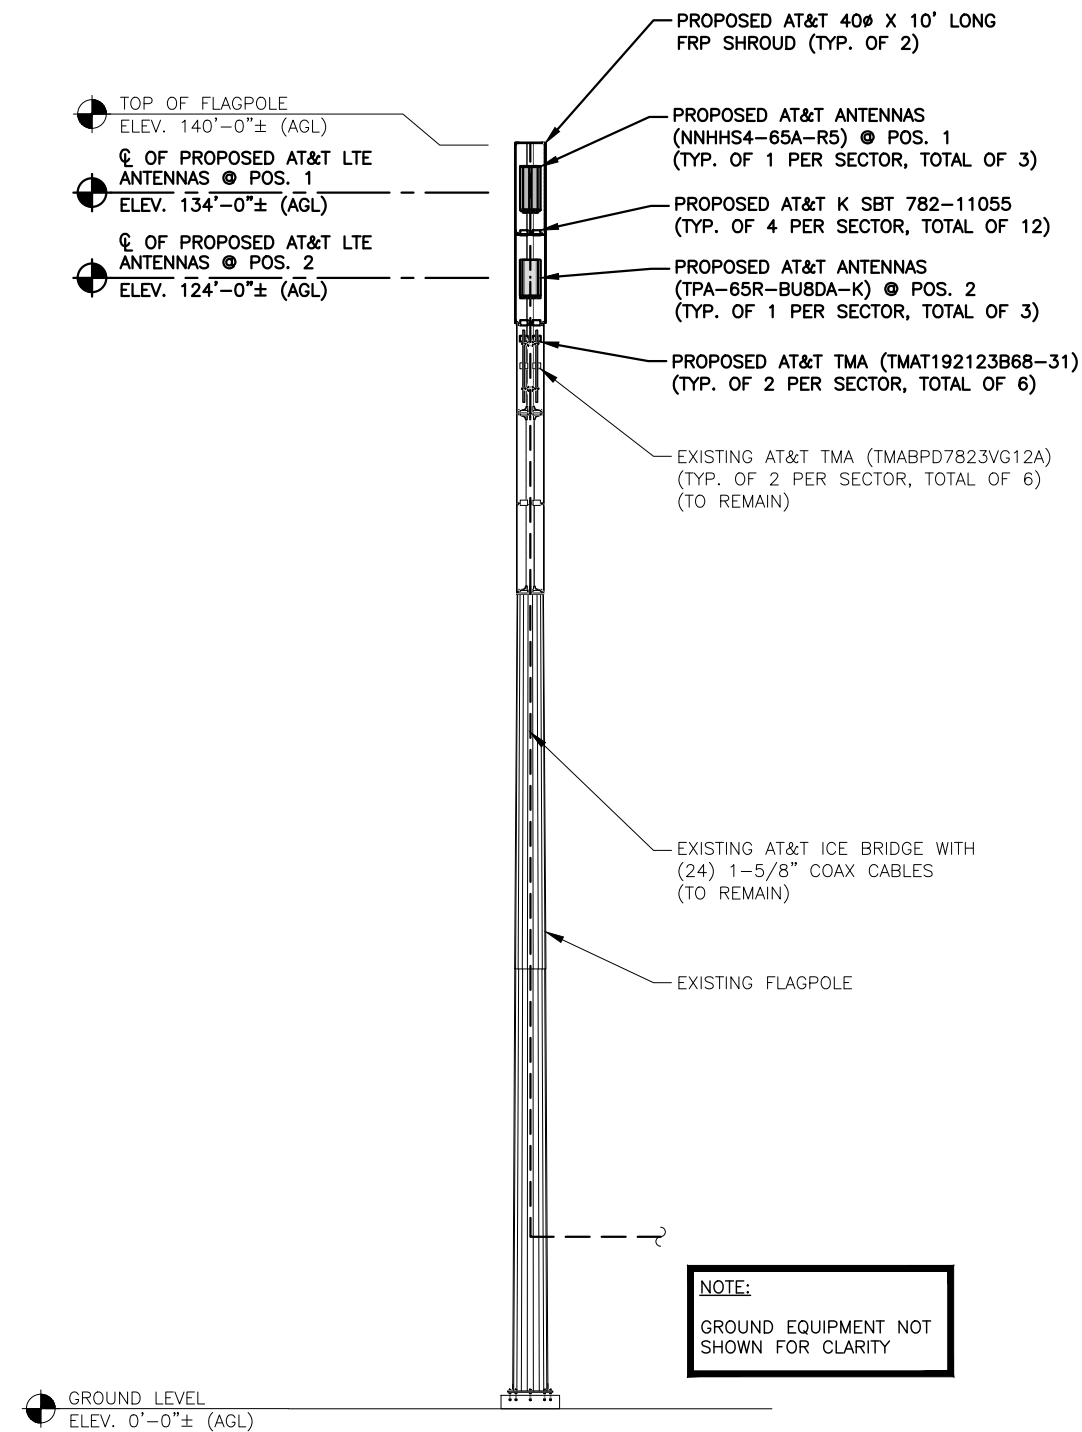 PROPOSED AT&T 40ø X 10' LONG
FRP SHROUD (TYP. OF 2)
TOP OF FLAGPOLE
ELEV. 140'-0"± (AGL)
PROPOSED AT&T ANTENNAS
(NNHHS4-65A-R5) @ POS. 1
(TYP. OF 1 PER SECTOR, TOTAL OF 3)
℄ OF PROPOSED AT&T LTE
ANTENNAS @ POS. 1
ELEV. 134'-0"± (AGL)
PROPOSED AT&T K SBT 782-11055
(TYP. OF 4 PER SECTOR, TOTAL OF 12)
℄ OF PROPOSED AT&T LTE
ANTENNAS @ POS. 2
ELEV. 124'-0"± (AGL)
PROPOSED AT&T ANTENNAS
(TPA-65R-BU8DA-K) @ POS. 2
(TYP. OF 1 PER SECTOR, TOTAL OF 3)
PROPOSED AT&T TMA (TMAT192123B68-31)
(TYP. OF 2 PER SECTOR, TOTAL OF 6)
EXISTING AT&T TMA (TMABPD7823VG12A)
(TYP. OF 2 PER SECTOR, TOTAL OF 6)
(TO REMAIN)
EXISTING AT&T ICE BRIDGE WITH
(24) 1-5/8" COAX CABLES
(TO REMAIN)
EXISTING FLAGPOLE
NOTE:
GROUND EQUIPMENT NOT
SHOWN FOR CLARITY
GROUND LEVEL
ELEV. 0'-0"± (AGL)